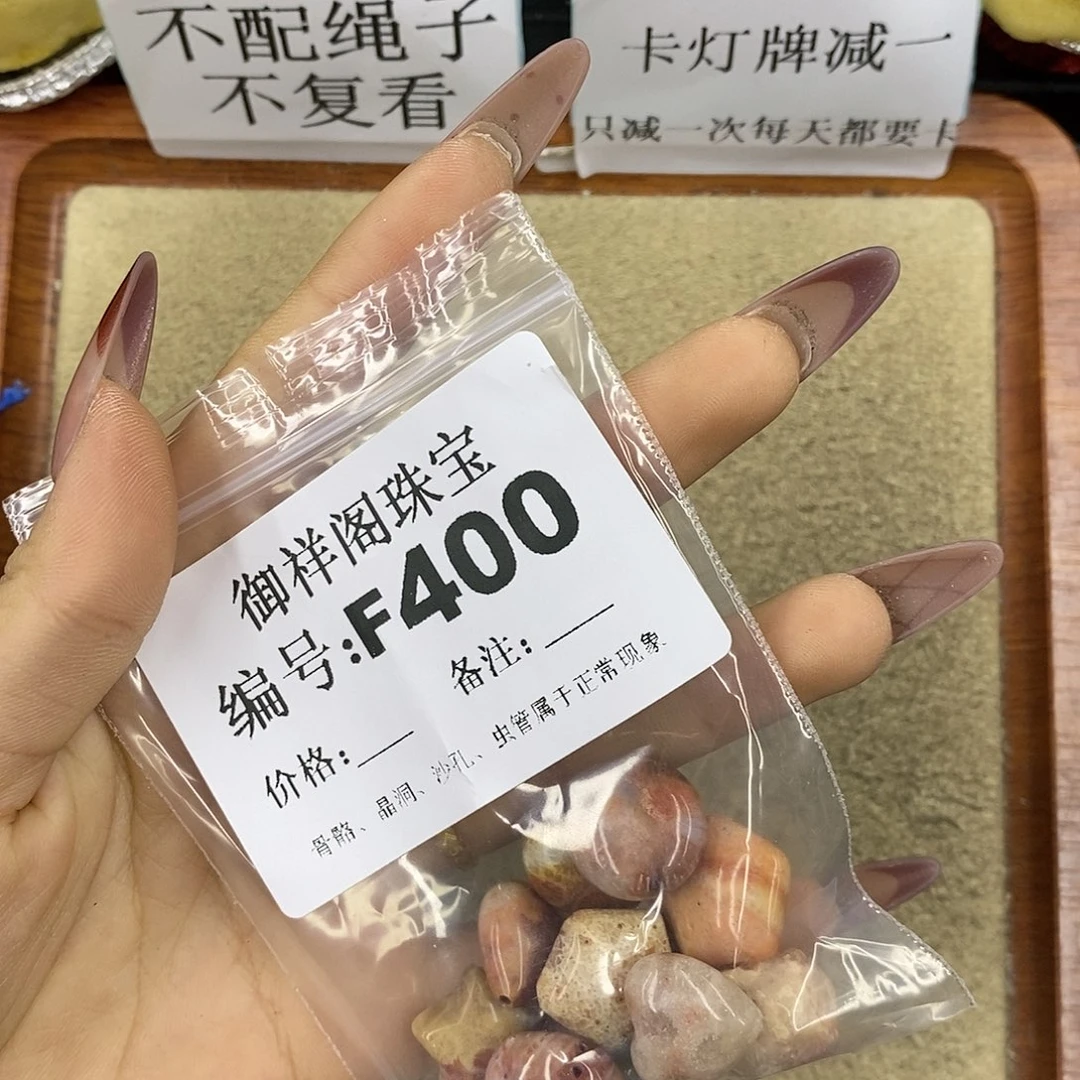 不配绳子
不复看
卡灯牌减一
只减一次每天都要卡
御祥阁珠宝
编号:F400
价格:__ 备注:__
骨骼、晶洞、沙孔、虫管属于正常现象